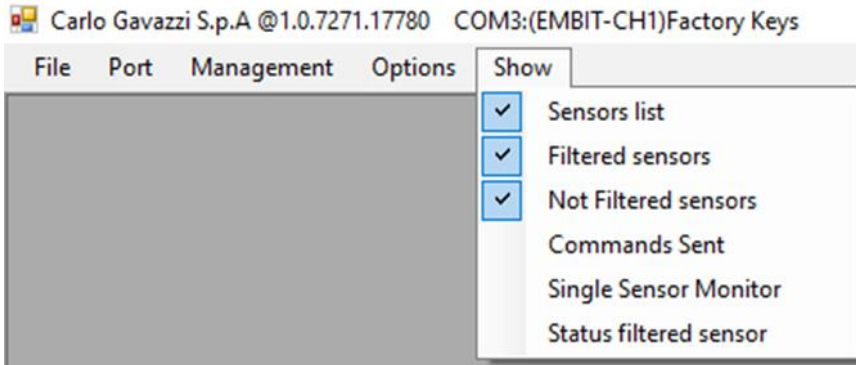 Carlo Gavazzi S.p.A @1.0.7271.17780 COM3:(EMBIT-CH1)Factory Keys
File Port Management Options Show
Sensors list
Filtered sensors
Not Filtered sensors
Commands Sent
Single Sensor Monitor
Status filtered sensor